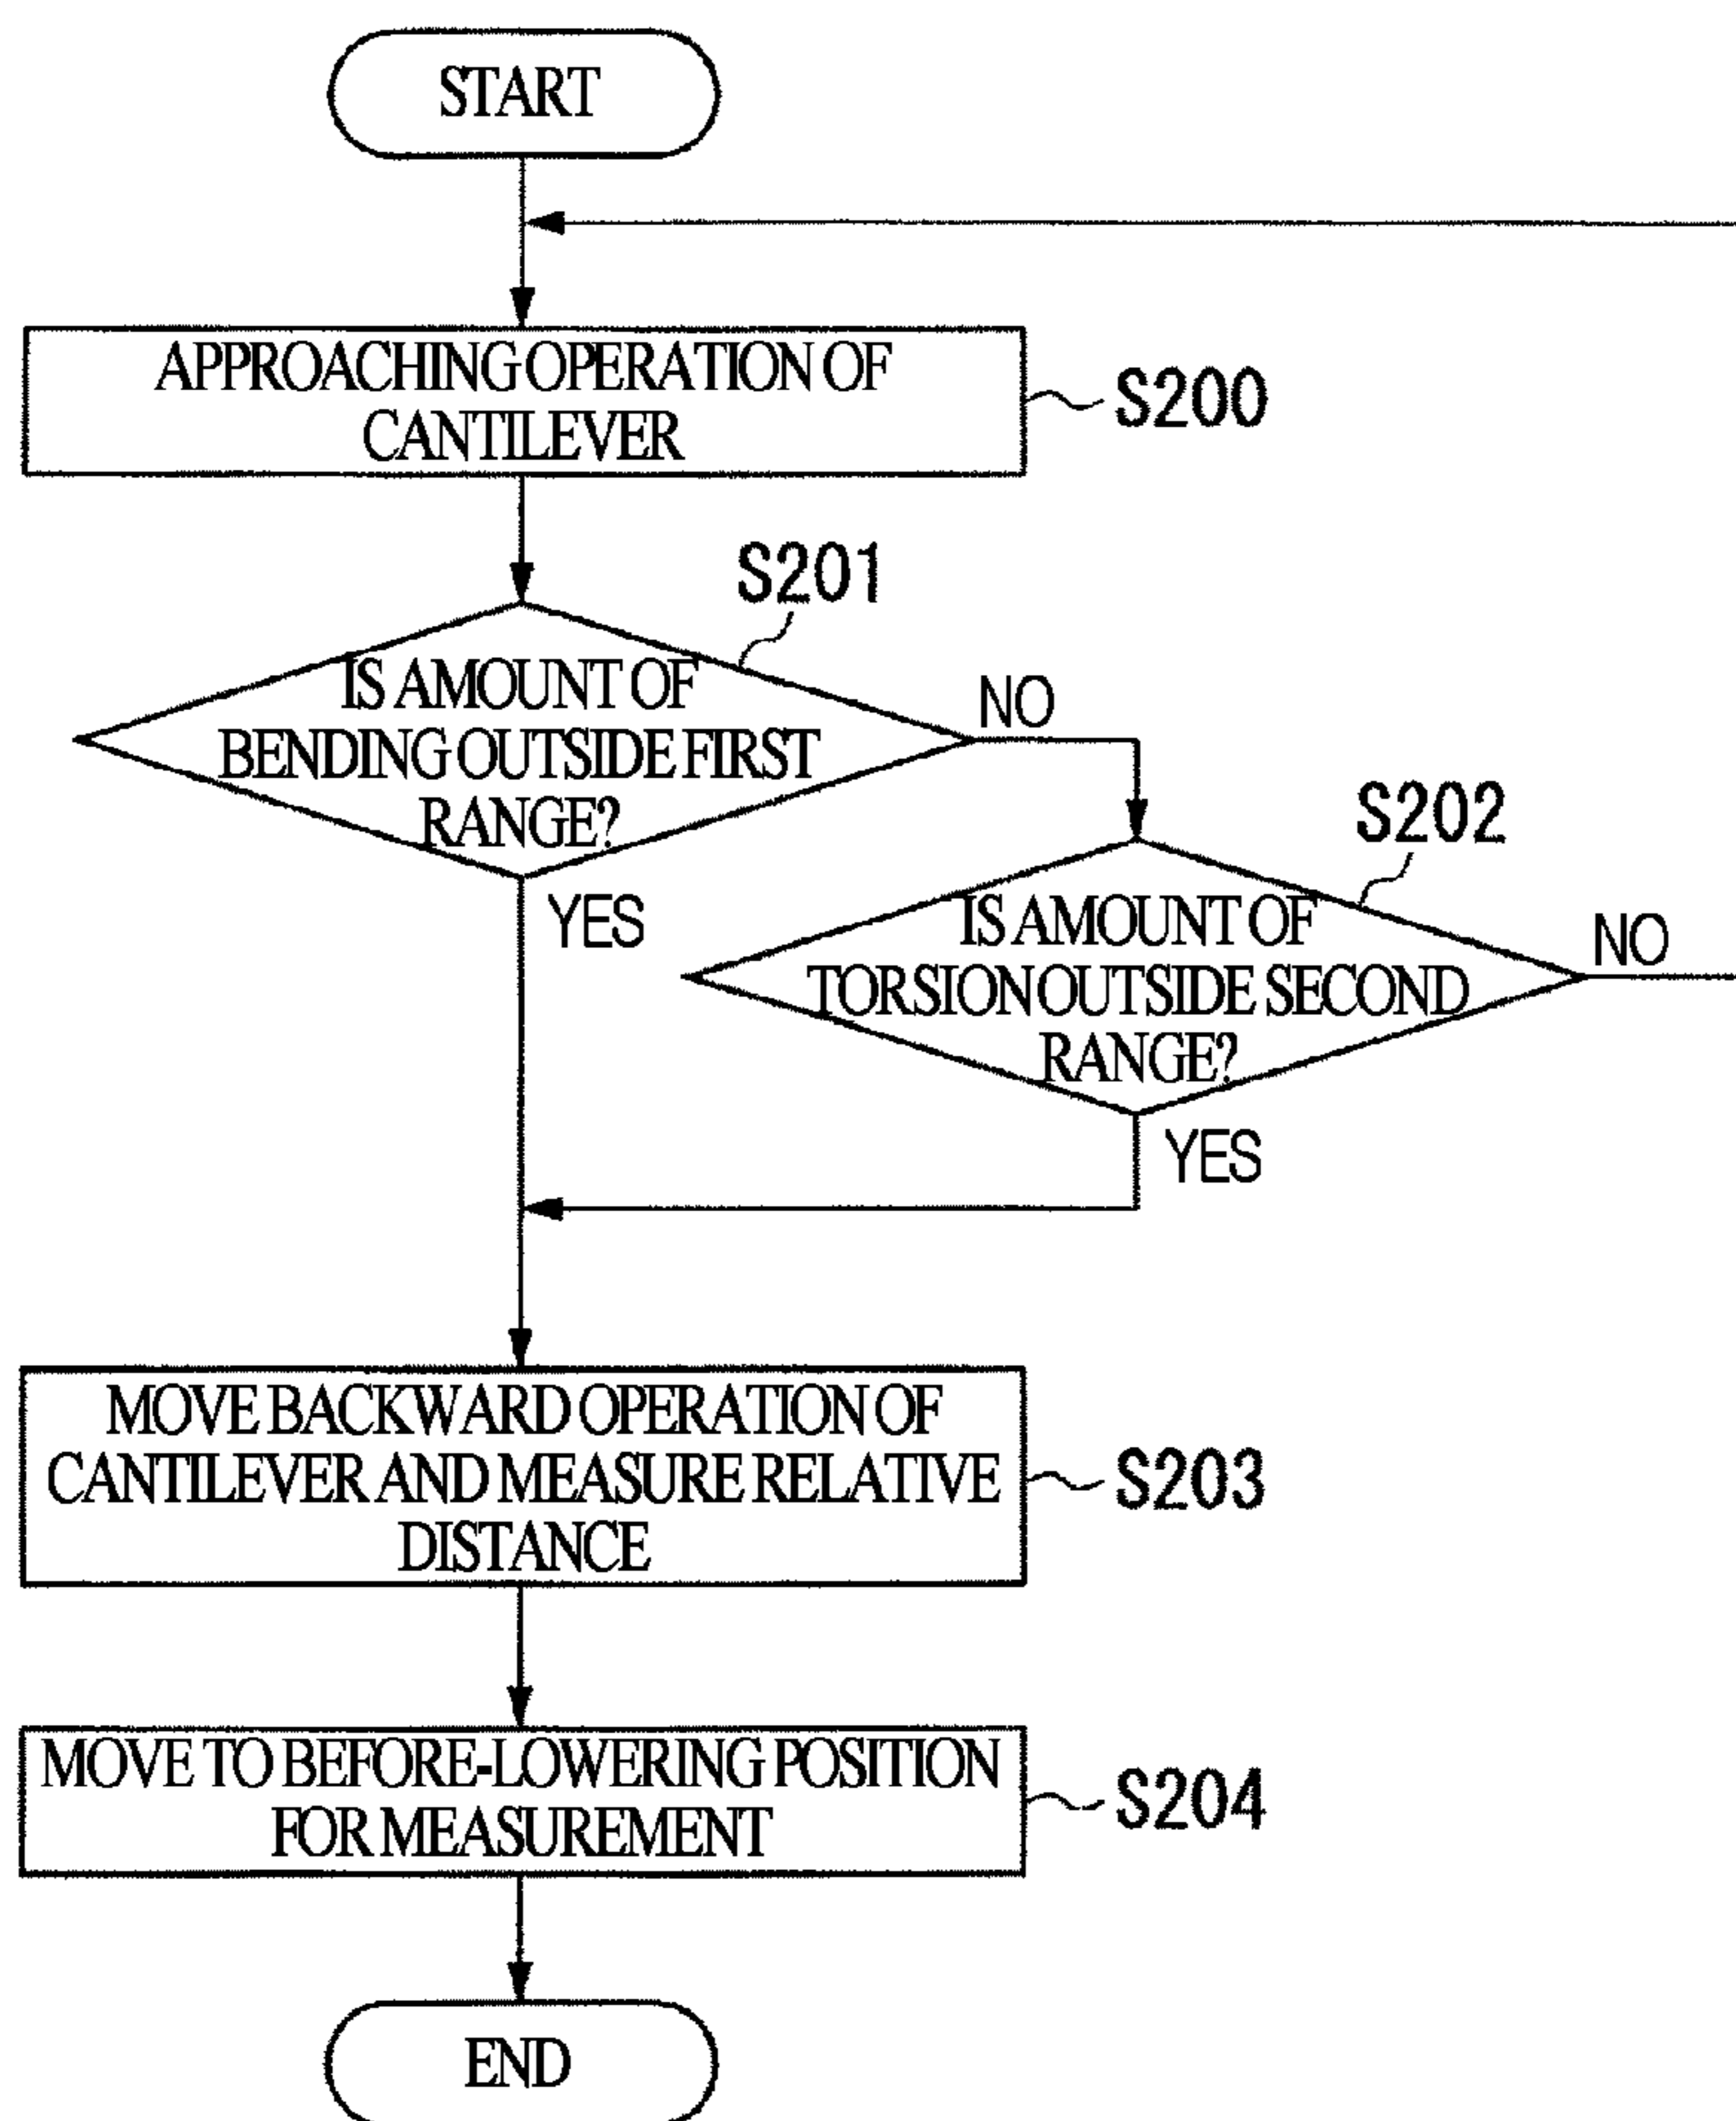 START
APPROACHING OPERATION OF
CANTILEVER
S200
S201
IS AMOUNT OF
BENDING OUTSIDE FIRST
RANGE?
NO
YES
S202
IS AMOUNT OF
TORSION OUTSIDE SECOND
RANGE?
NO
YES
MOVE BACKWARD OPERATION OF
CANTILEVER AND MEASURE RELATIVE
DISTANCE
S203
MOVE TO BEFORE-LOWERING POSITION
FOR MEASUREMENT
S204
END